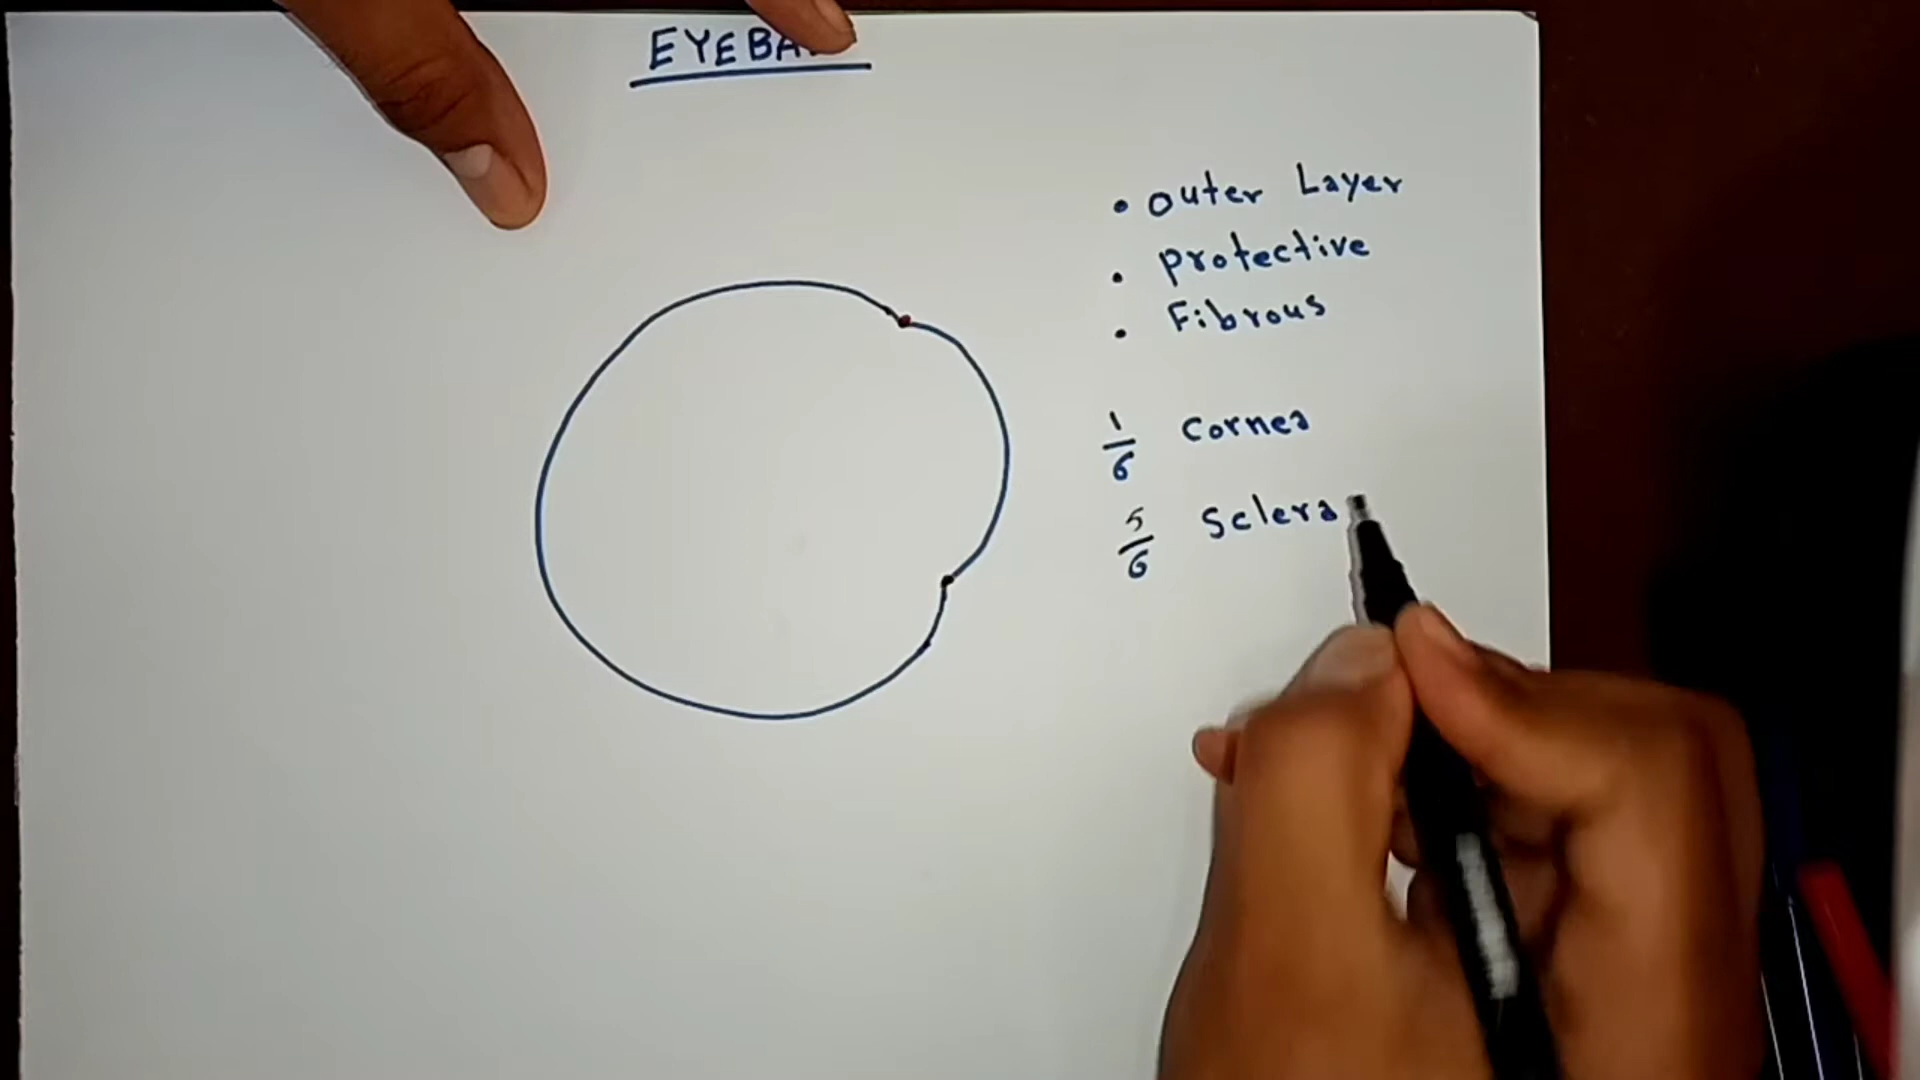 EYEBA
• Outer Layer
• Protective
• Fibrous
1/6 Cornea
5/6 Sclera